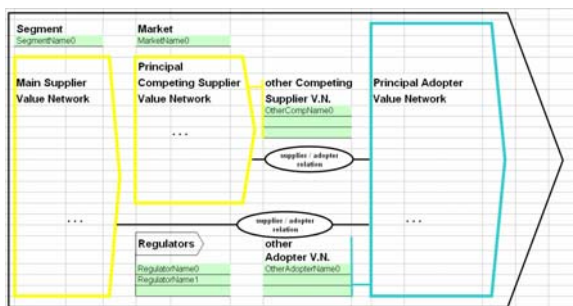 Segment
SegmentName0
Market
MarketName0
Main Supplier
Value Network
Principal
Competing Supplier
Value Network
other Competing
Supplier V.N.
OtherCompName0
Principal Adopter
Value Network
. . .
supplier / adopter
relation
. . .
. . .
supplier / adopter
relation
Regulators
RegulatorName0
RegulatorName1
other
Adopter V.N.
OtherAdopterName0